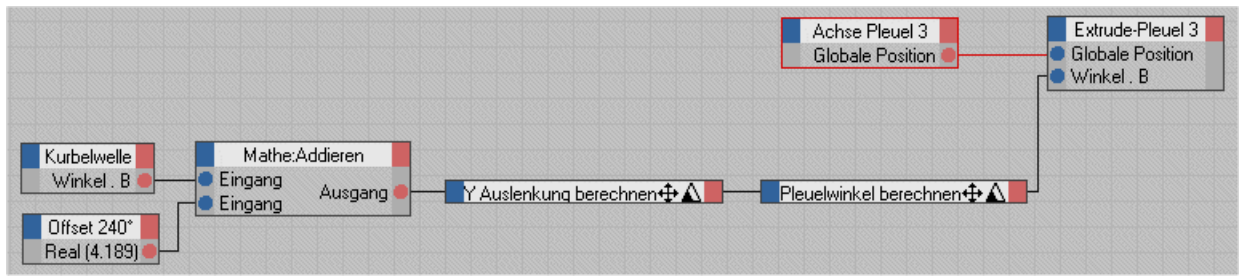 Achse Pleuel 3
Globale Position
Extrude-Pleuel 3
Globale Position
Winkel . B
Kurbelwelle
Winkel . B
Mathe:Addieren
Eingang
Eingang
Ausgang
Offset 240°
Real (4.189)
Y Auslenkung berechnen
Pleuelwinkel berechnen